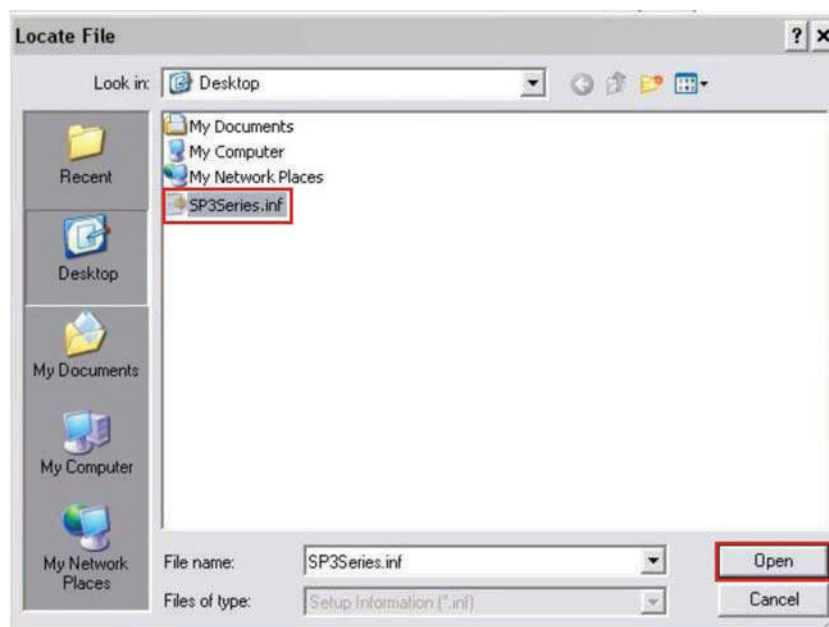 Locate File
? x
Look in:
Desktop
Recent
Desktop
My Documents
My Computer
My Network
Places
My Documents
My Computer
My Network Places
SP3Series.inf
File name:
SP3Series.inf
Open
Files of type:
Setup Information (*.inf)
Cancel